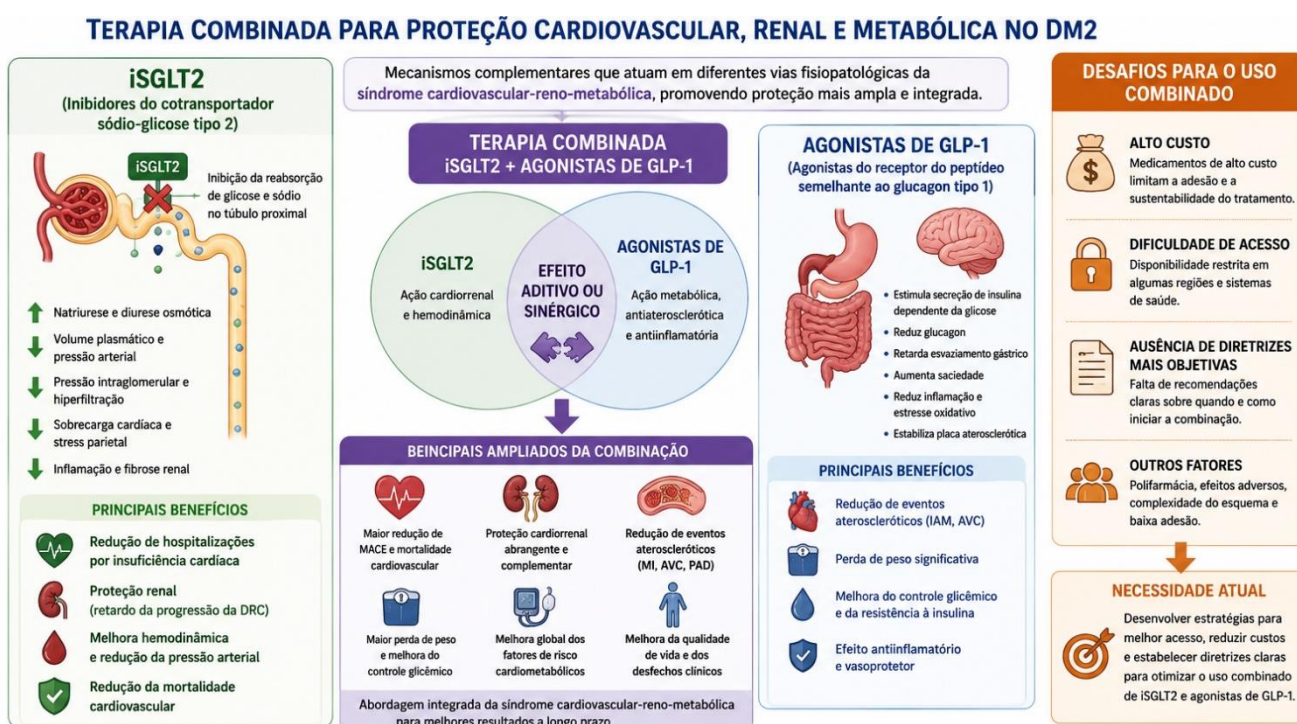 TERAPIA COMBINADA PARA PROTEÇÃO CARDIOVASCULAR, RENAL E METABÓLICA NO DM2
iSGLT2
(Inibidores do cotransportador
sódio-glicose tipo 2)
iSGLT2
Inibição da reabsorção
de glicose e sódio
no túbulo proximal
Natriurese e diurese osmótica
Volume plasmático e
pressão arterial
Pressão intraglomerular e
hiperfiltração
Sobrecarga cardíaca e
stress parietal
Inflamação e fibrose renal
PRINCIPAIS BENEFÍCIOS
Redução de hospitalizações
por insuficiência cardíaca
Proteção renal
(retardo da progressão da DRC)
Melhora hemodinâmica
e redução da pressão arterial
Redução da mortalidade
cardiovascular
Mecanismos complementares que atuam em diferentes vias fisiopatológicas da
síndrome cardiovascular-reno-metabólica, promovendo proteção mais ampla e integrada.
TERAPIA COMBINADA
iSGLT2 + AGONISTAS DE GLP-1
iSGLT2
Ação cardiorrenal
e hemodinâmica
EFEITO
ADITIVO OU
SINÉRGICO
AGONISTAS DE
GLP-1
Ação metabólica,
antiaterosclerótica
e antiinflamatória
BEINCIPAIS AMPLIADOS DA COMBINAÇÃO
Maior redução de
MACE e mortalidade
cardiovascular
Proteção cardiorrenal
abrangente e
complementar
Redução de eventos
ateroscleróticos
(MI, AVC, PAD)
Maior perda de peso
e melhora do
controle glicêmico
Melhora global dos
fatores de risco
cardiometabólicos
Melhora da qualidade
de vida e dos
desfechos clínicos
Abordagem integrada da síndrome cardiovascular-reno-metabólica
para melhores resultados a longo prazo
AGONISTAS DE GLP-1
(Agonistas do receptor do peptídeo
semelhante ao glucagon tipo 1)
• Estimula secreção de insulina
dependente da glicose
• Reduz glucagon
• Retarda esvaziamento gástrico
• Aumenta saciedade
• Reduz inflamação e
estresse oxidativo
• Estabiliza placa aterosclerótica
PRINCIPAIS BENEFÍCIOS
Redução de eventos
ateroscleróticos (IAM, AVC)
Perda de peso significativa
Melhora do controle glicêmico
e da resistência à insulina
Efeito antiinflamatório
e vasoprotetor
DESAFIOS PARA O USO
COMBINADO
$
ALTO CUSTO
Medicamentos de alto custo
limitam a adesão e a
sustentabilidade do tratamento.
DIFICULDADE DE ACESSO
Disponibilidade restrita em
algumas regiões e sistemas
de saúde.
AUSÊNCIA DE DIRETRIZES
MAIS OBJETIVAS
Falta de recomendações
claras sobre quando e como
iniciar a combinação.
OUTROS FATORES
Polifarmácia, efeitos adversos,
complexidade do esquema e
baixa adesão.
NECESSIDADE ATUAL
Desenvolver estratégias para
melhor acesso, reduzir custos
e estabelecer diretrizes claras
para otimizar o uso combinado
de iSGLT2 e agonistas de GLP-1.